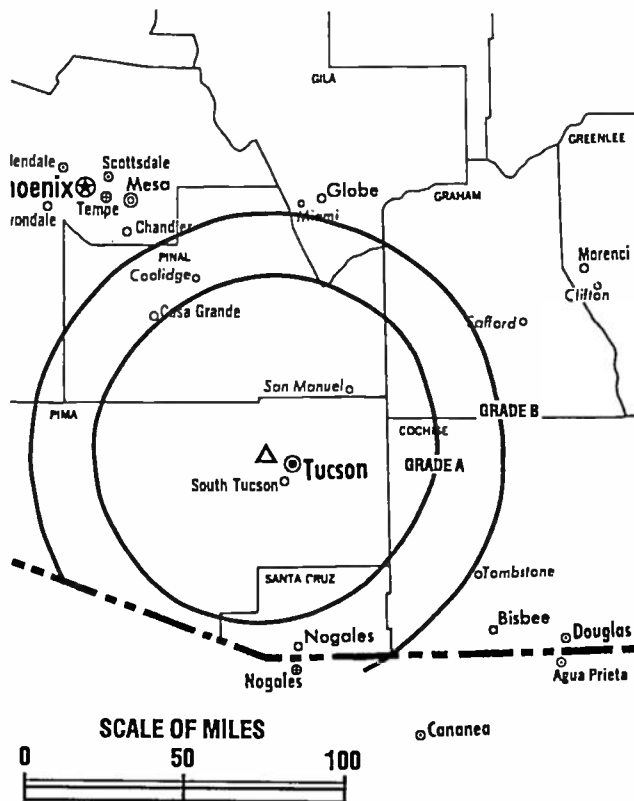 GILA
GREENLEE
lendale
Scottsdale
hoenix
Mesa
Tempe
Globe
Miami
GRAHAM
rondale
Chandler
PINAL
Coolidge
Morenci
Clifton
Casa Grande
Safford
San Manuel
PIMA
GRADE B
COCHISE
GRADE A
Tucson
South Tucson
SANTA CRUZ
Tombstone
Bisbee
Nogales
Douglas
Nogales
Agua Prieta
Cananea
SCALE OF MILES
0 50 100